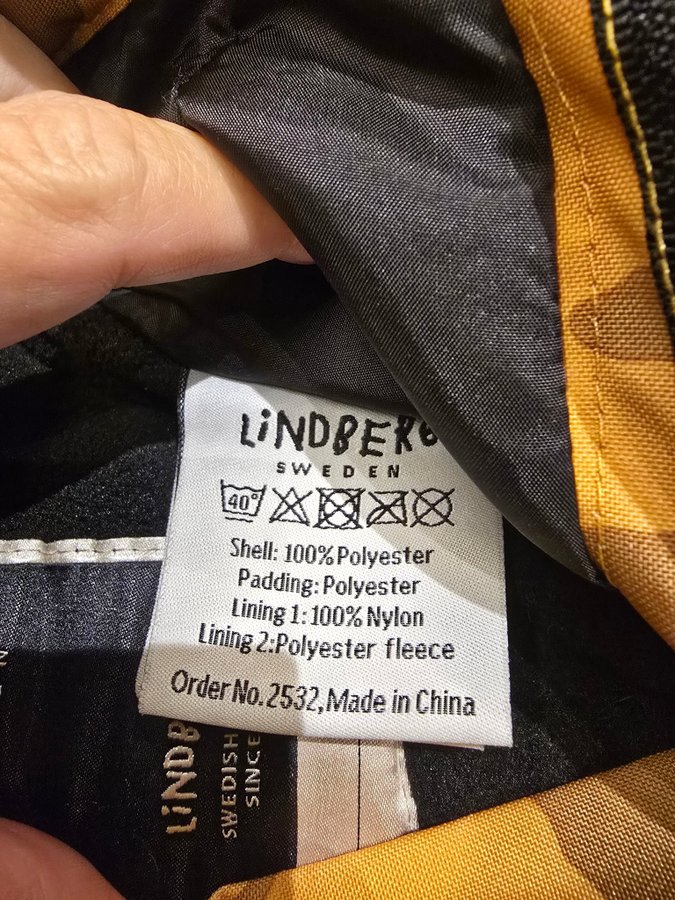 LiNDBERG
SWEDEN
40°
Shell: 100% Polyester
Padding: Polyester
Lining 1: 100% Nylon
Lining 2:Polyester fleece
Order No. 2532, Made in China
LiNDB
SWEDISH
SINCE